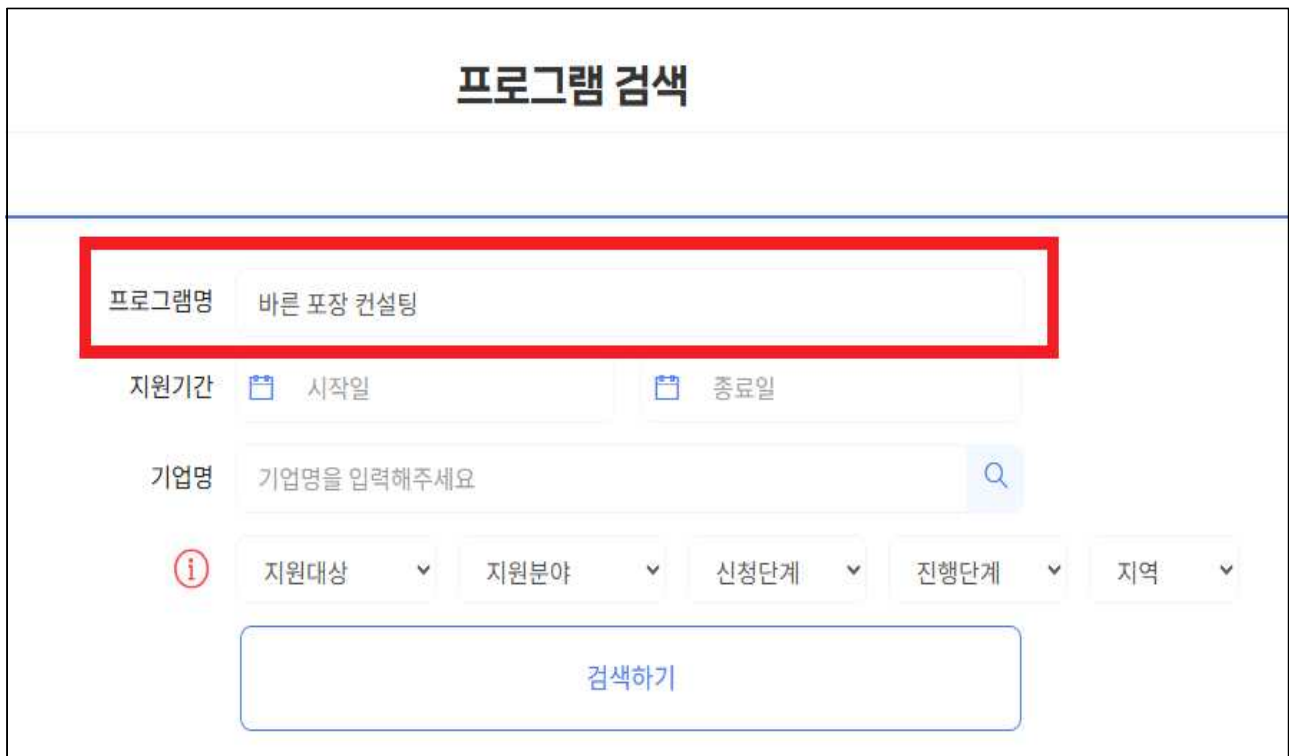 프로그램 검색
프로그램명 바른 포장 컨설팅
지원기간 시작일 종료일
기업명 기업명을 입력해주세요
지원대상 지원분야 신청단계 진행단계 지역
검색하기